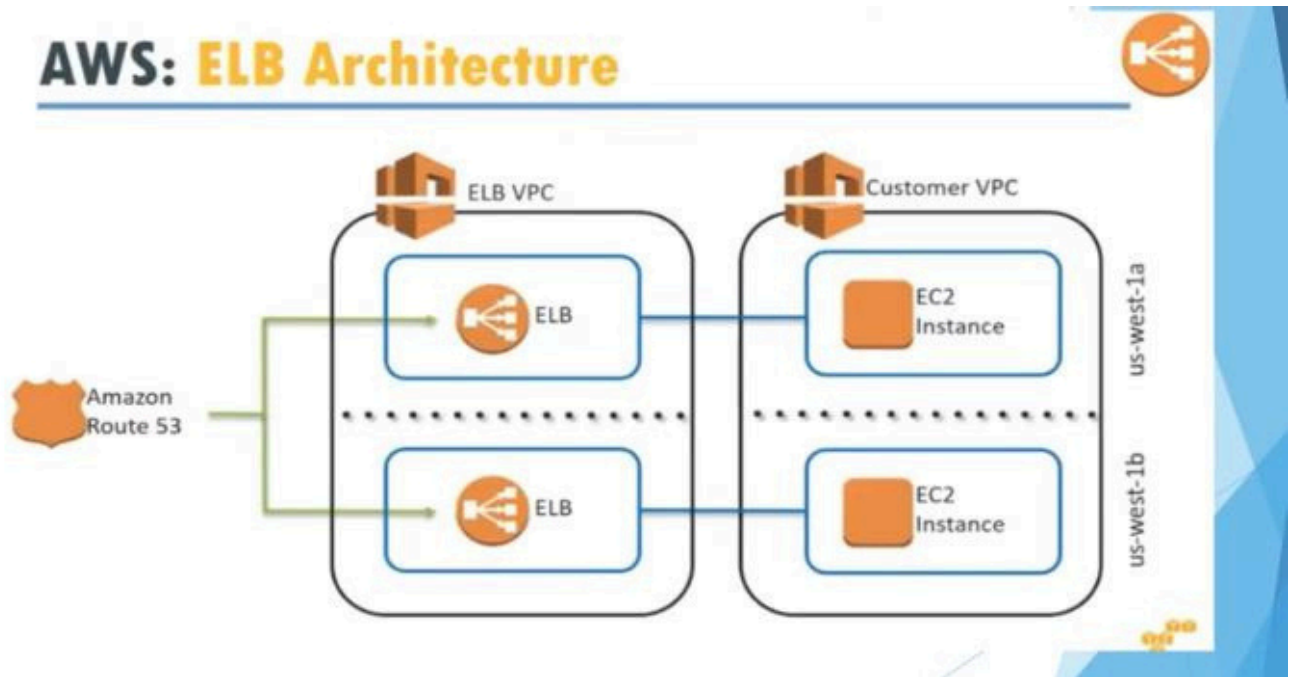 AWS: ELB Architecture
ELB VPC
Customer VPC
ELB
EC2
Instance
us-west-1a
Amazon
Route 53
ELB
EC2
Instance
us-west-1b